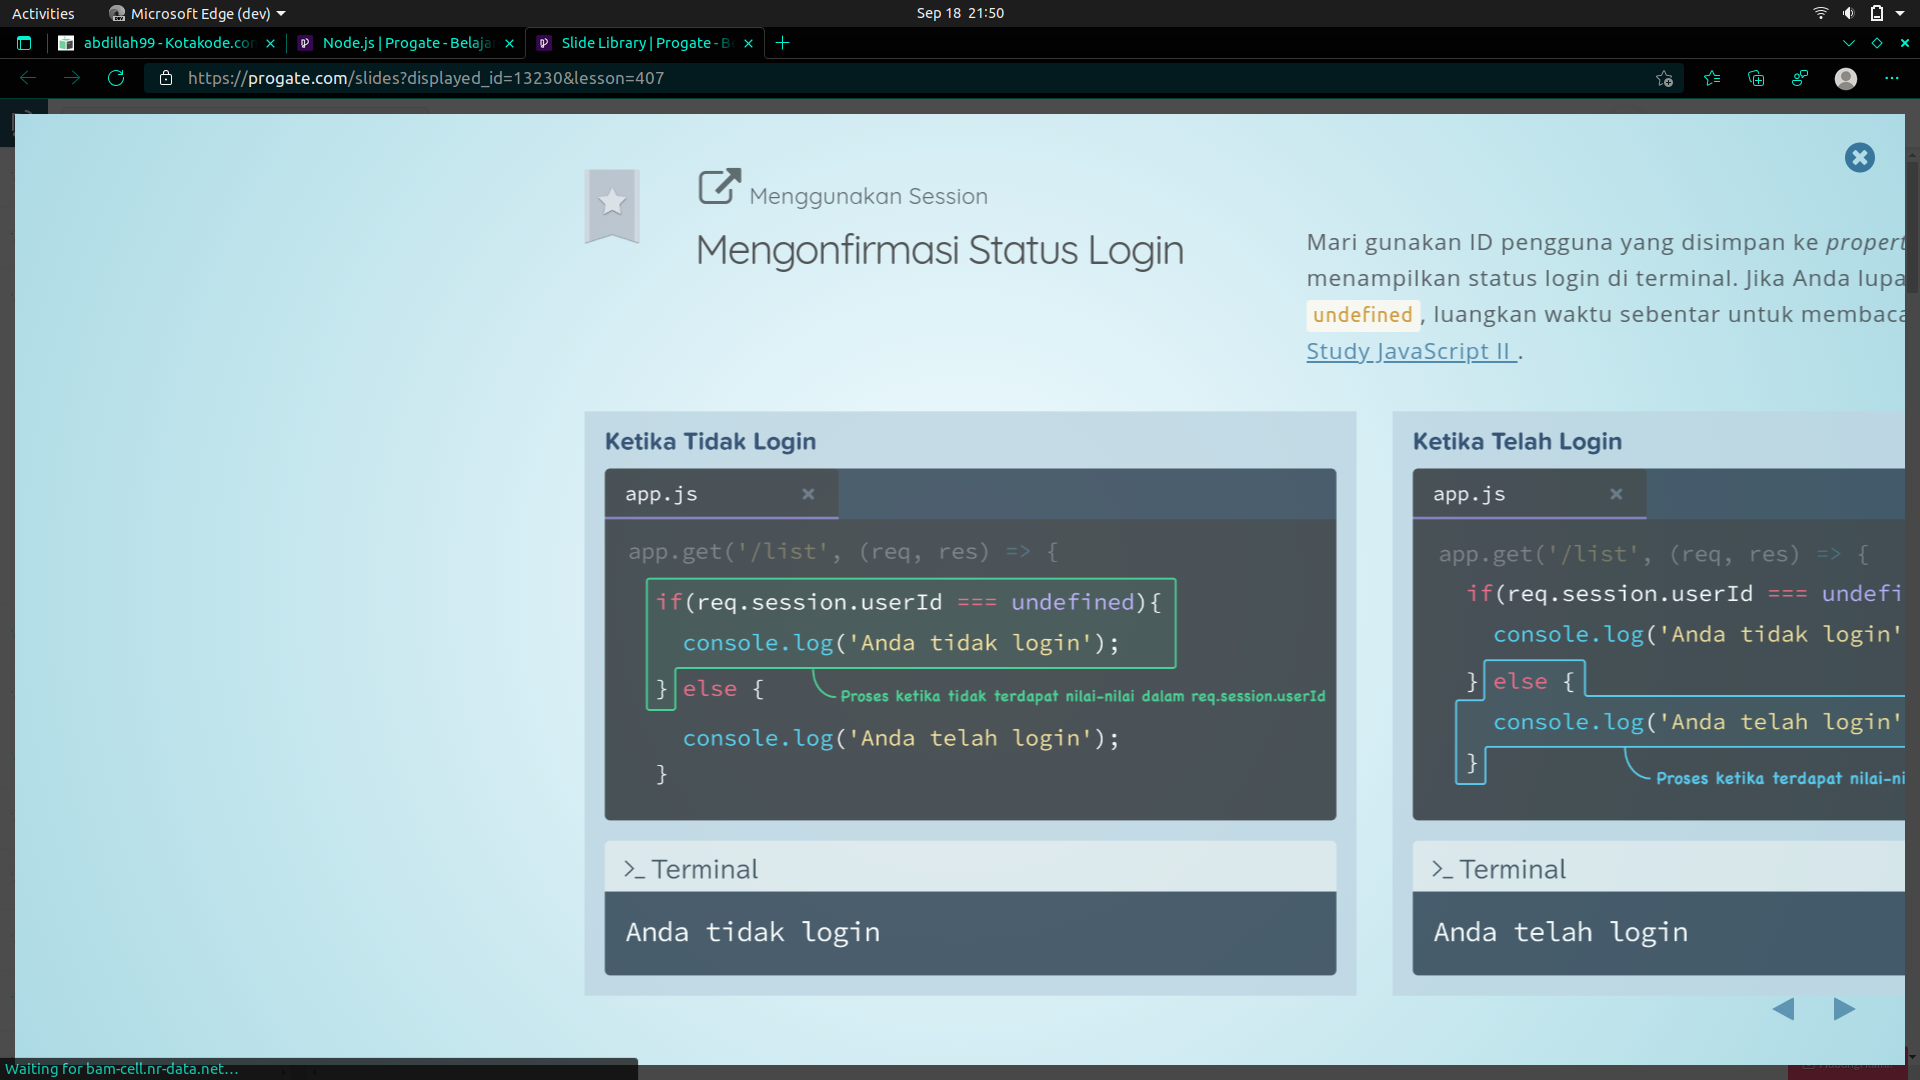 Activities
Microsoft Edge (dev)
Sep 18 21:50
abdillah99 - Kotakode.com
Node.js | Progate - Belaja
Slide Library | Progate - B
https://progate.com/slides?displayed_id=13230&lesson=407
Menggunakan Session
Mengonfirmasi Status Login
Mari gunakan ID pengguna yang disimpan ke propert
menampilkan status login di terminal. Jika Anda lupa
undefined, luangkan waktu sebentar untuk membaca
Study JavaScript II .
Ketika Tidak Login
app.js
app.get('/list', (req, res) => {
if(req.session.userId === undefined){
console.log('Anda tidak login');
} else {
Proses ketika tidak terdapat nilai-nilai dalam req.session.userId
console.log('Anda telah login');
}
>_ Terminal
Anda tidak login
Ketika Telah Login
app.js
app.get('/list', (req, res) => {
if(req.session.userId === undefi
console.log('Anda tidak login'
} else {
console.log('Anda telah login'
}
Proses ketika terdapat nilai-ni
>_ Terminal
Anda telah login
Waiting for bam-cell.nr-data.net...